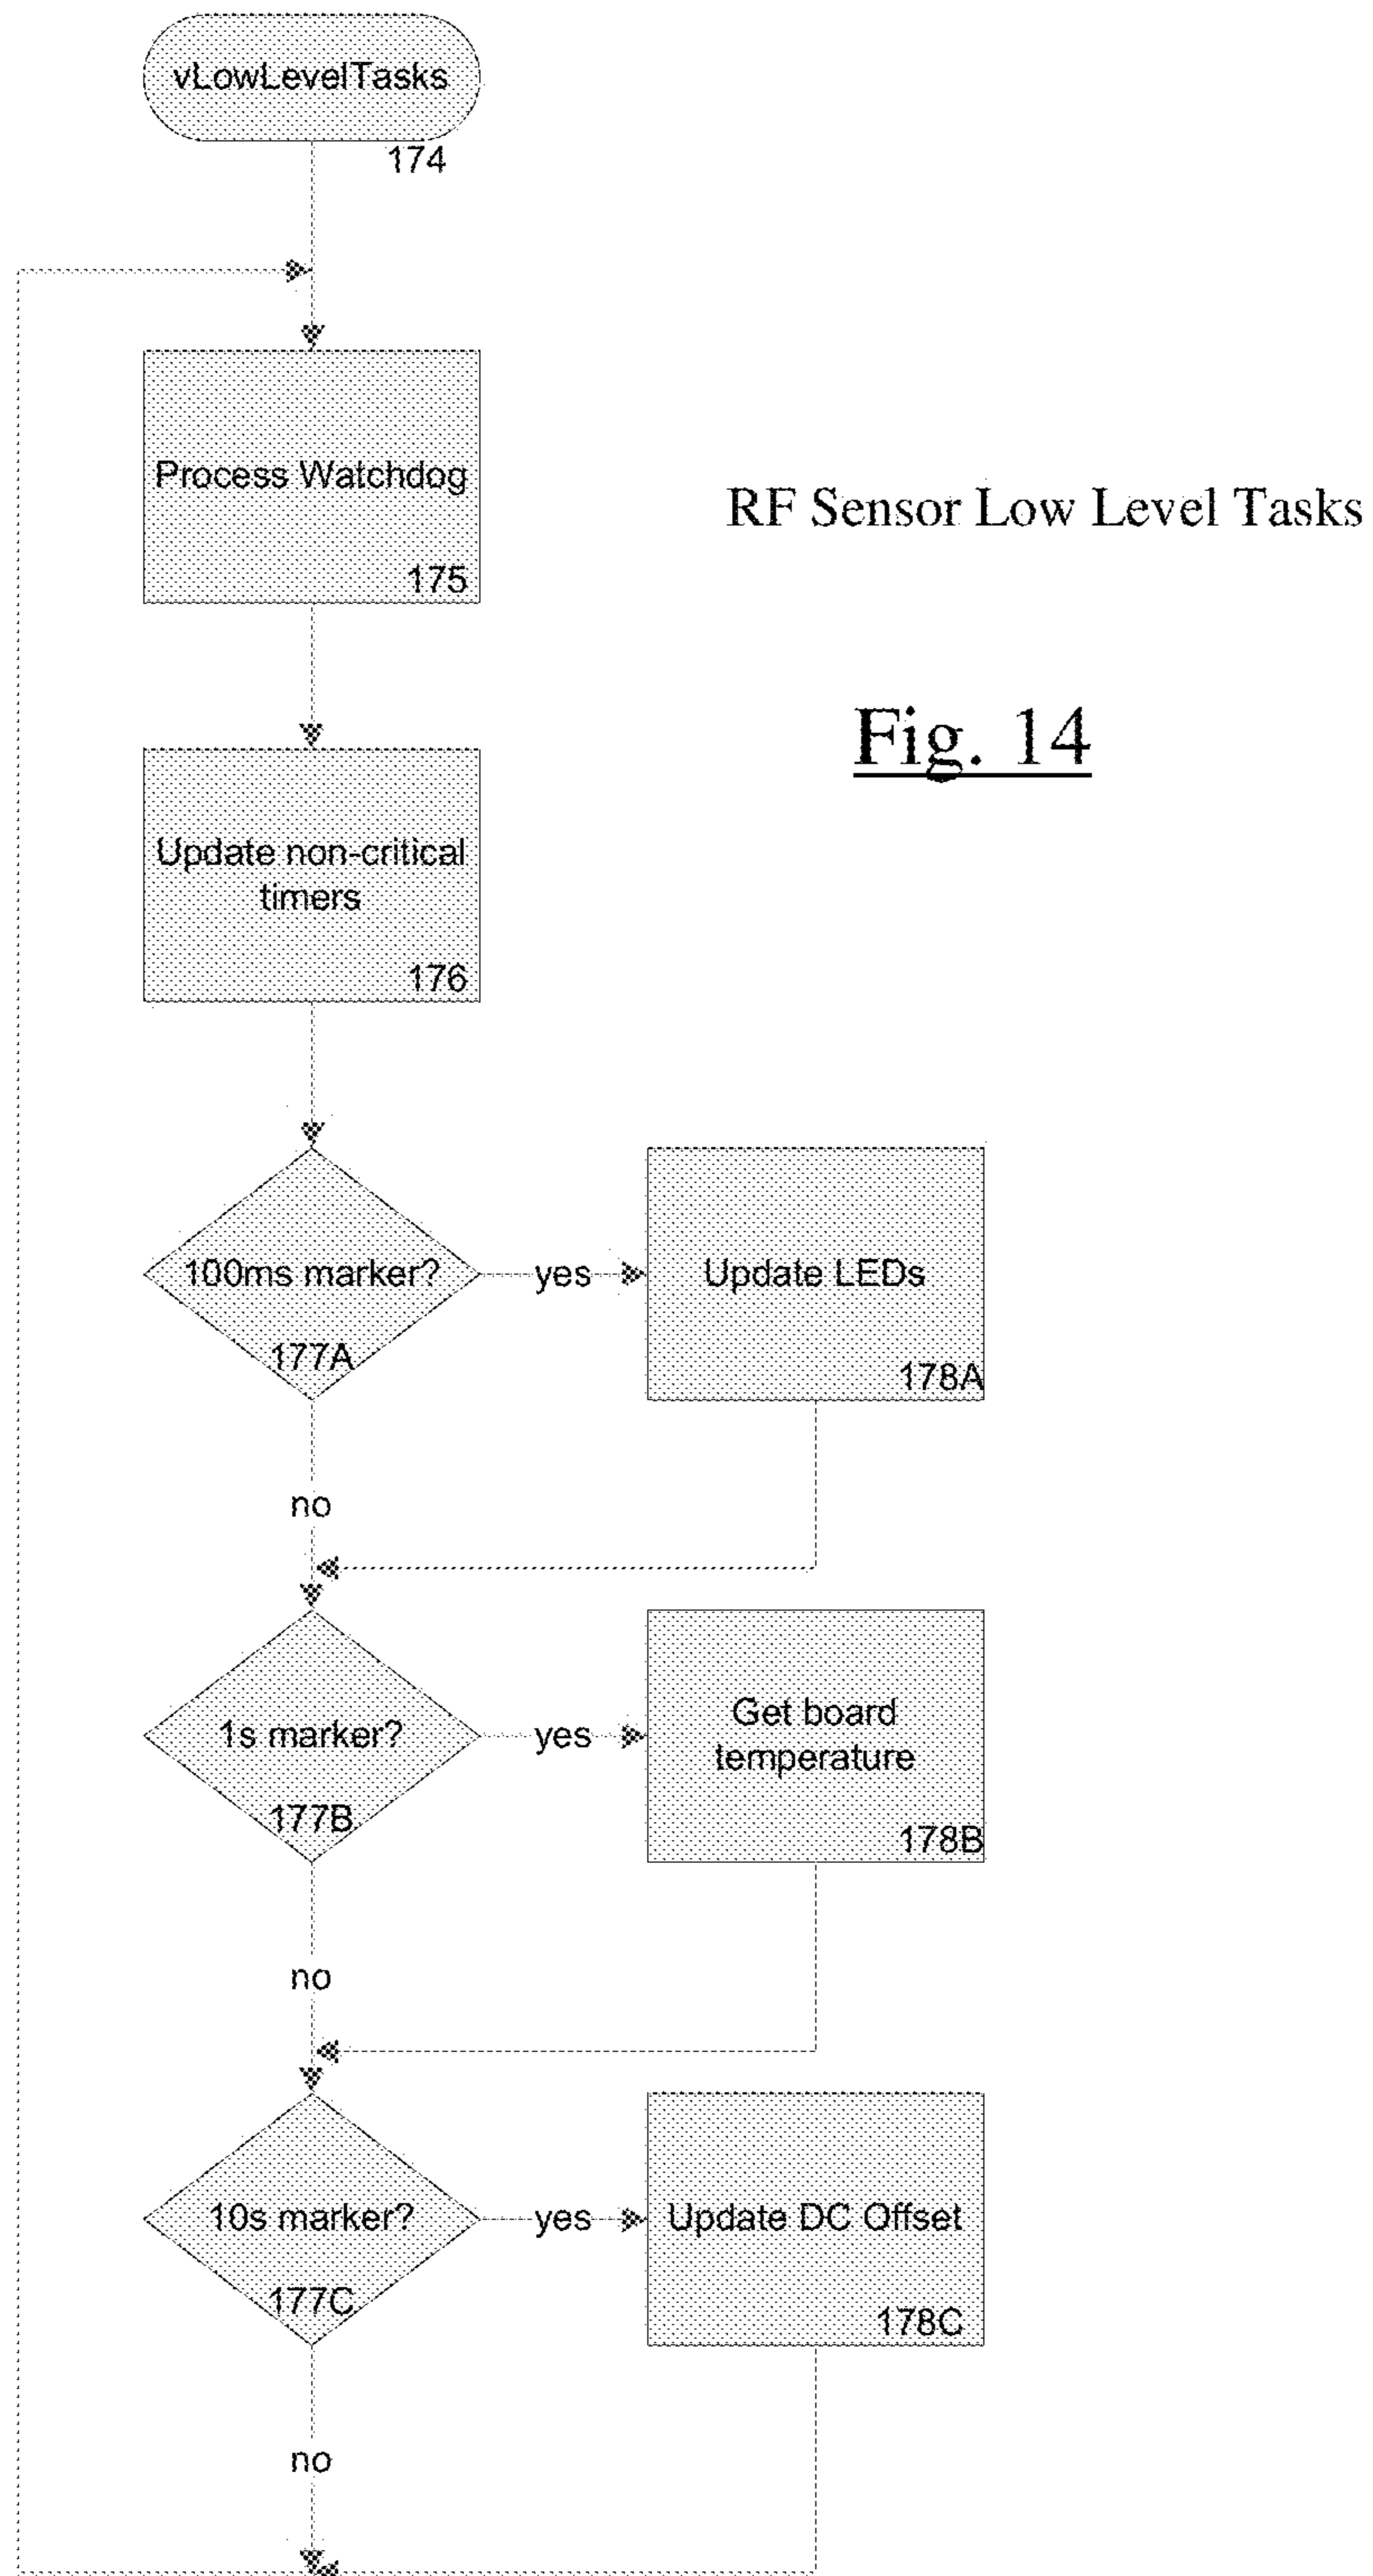 vLowLevelTasks
174
Process Watchdog
175
RF Sensor Low Level Tasks
Fig. 14
Update non-critical
timers
176
100ms marker?
177A
yes
Update LEDs
178A
no
1s marker?
177B
yes
Get board
temperature
178B
no
10s marker?
177C
yes
Update DC Offset
178C
no